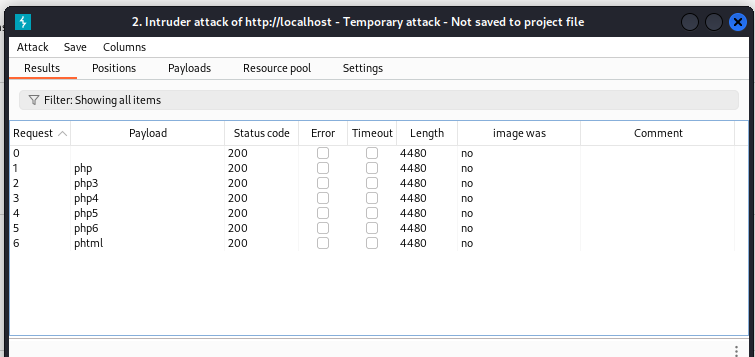 2. Intruder attack of http://localhost - Temporary attack - Not saved to project file
Attack Save Columns
Results Positions Payloads Resource pool Settings
Filter: Showing all items
Request Payload Status code Error Timeout Length image was Comment
0 200 4480 no
1 php 200 4480 no
2 php3 200 4480 no
3 php4 200 4480 no
4 php5 200 4480 no
5 php6 200 4480 no
6 phtml 200 4480 no